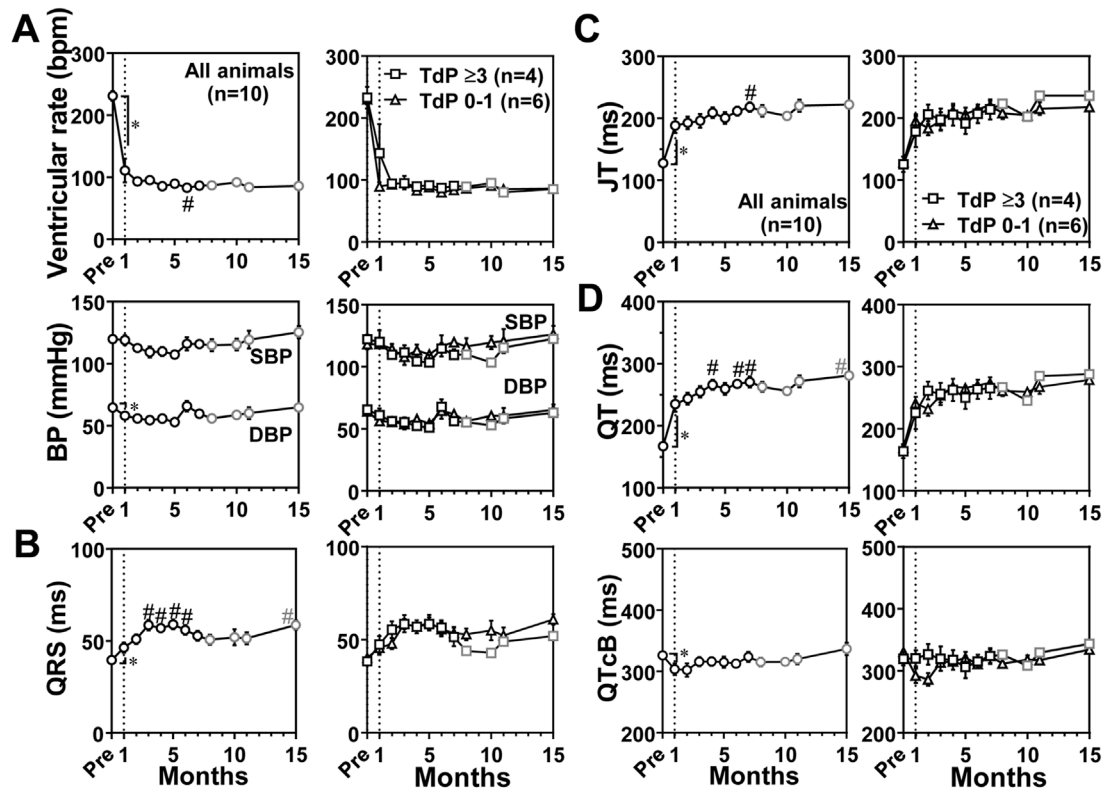 A
Ventricular rate (bpm)
300
200
100
0
All animals
(n=10)
*
#
Pre 1 5 10 15
300
200
100
0
TdP ≥3 (n=4)
TdP 0-1 (n=6)
Pre 1 5 10 15
BP (mmHg)
150
100
50
0
SBP
*
DBP
Pre 1 5 10 15
150
100
50
0
SBP
DBP
Pre 1 5 10 15
B
QRS (ms)
100
50
0
# # # # #
*
Pre 1 5 10 15
Months
100
50
0
Pre 1 5 10 15
Months
C
JT (ms)
300
200
100
0
#
*
All animals
(n=10)
Pre 1 5 10 15
300
200
100
0
TdP ≥3 (n=4)
TdP 0-1 (n=6)
Pre 1 5 10 15
D
QT (ms)
400
300
200
100
# ## #
*
Pre 1 5 10 15
400
300
200
100
Pre 1 5 10 15
QTcB (ms)
500
400
300
200
*
Pre 1 5 10 15
Months
500
400
300
200
Pre 1 5 10 15
Months